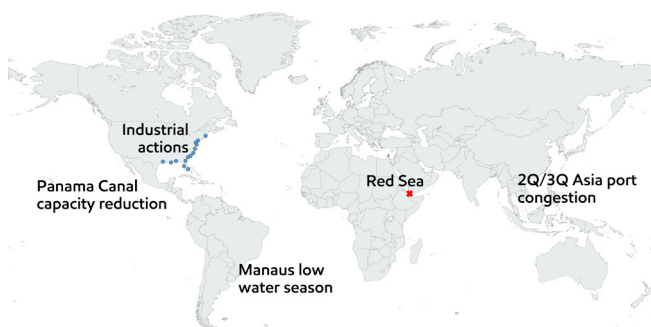 Industrial
actions
Panama Canal
capacity reduction
Red Sea
2Q/3Q Asia port
congestion
Manaus low
water season